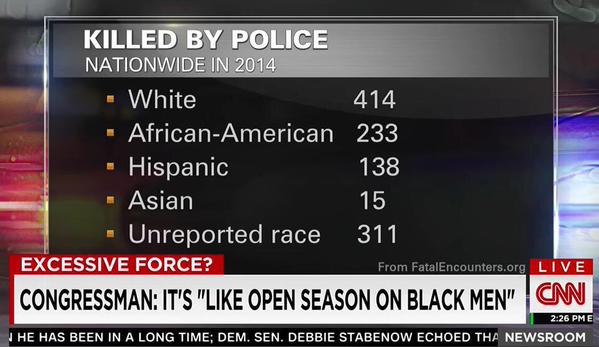 KILLED BY POLICE
NATIONWIDE IN 2014
▪ White 414
▪ African-American 233
▪ Hispanic 138
▪ Asian 15
▪ Unreported race 311
From FatalEncounters.org
EXCESSIVE FORCE?
LIVE
CONGRESSMAN: IT'S "LIKE OPEN SEASON ON BLACK MEN"
CNN
2:26 PM E
HE HAS BEEN IN A LONG TIME; DEM. SEN. DEBBIE STABENOW ECHOED THA
NEWSROOM